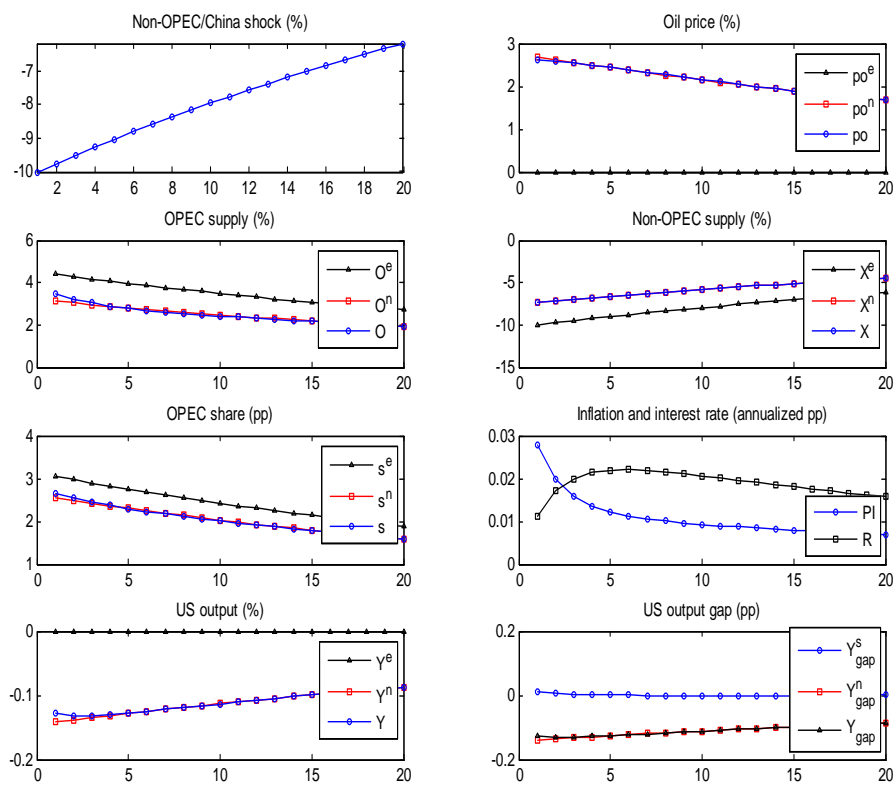 Non-OPEC/China shock (%)
-7
-8
-9
-10
2 4 6 8 10 12 14 16 18 20
Oil price (%)
3
2
1
0
0 5 10 15 20
po^e
po^n
po
OPEC supply (%)
6
4
2
0
0 5 10 15 20
O^e
O^n
O
Non-OPEC supply (%)
0
-5
-10
-15
0 5 10 15 20
X^e
X^n
X
OPEC share (pp)
4
3
2
1
0 5 10 15 20
s^e
s^n
s
Inflation and interest rate (annualized pp)
0.03
0.02
0.01
0
0 5 10 15 20
PI
R
US output (%)
0
-0.1
-0.2
0 5 10 15 20
Y^e
Y^n
Y
US output gap (pp)
0.2
0
-0.2
0 5 10 15 20
Y^s_gap
Y^n_gap
Y_gap